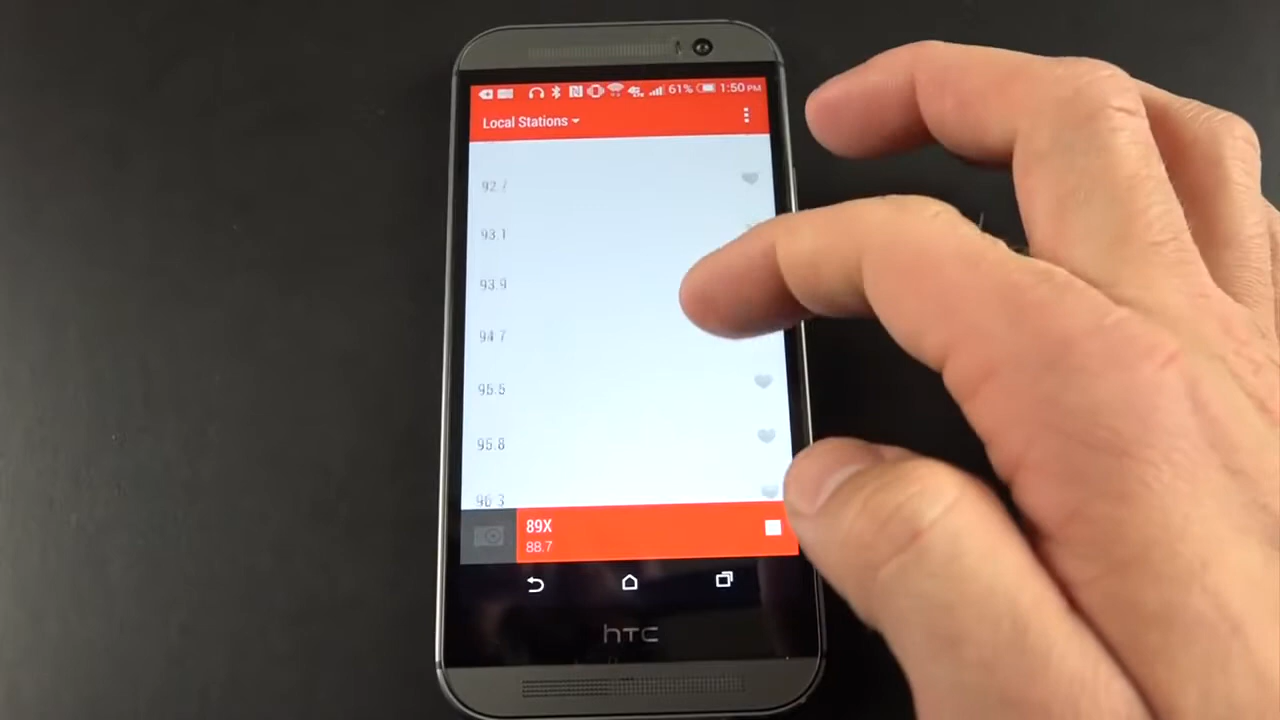 61% 1:50 PM
Local Stations
92.7
93.1
93.9
94.7
95.5
95.8
96.3
89X
88.7
hTC